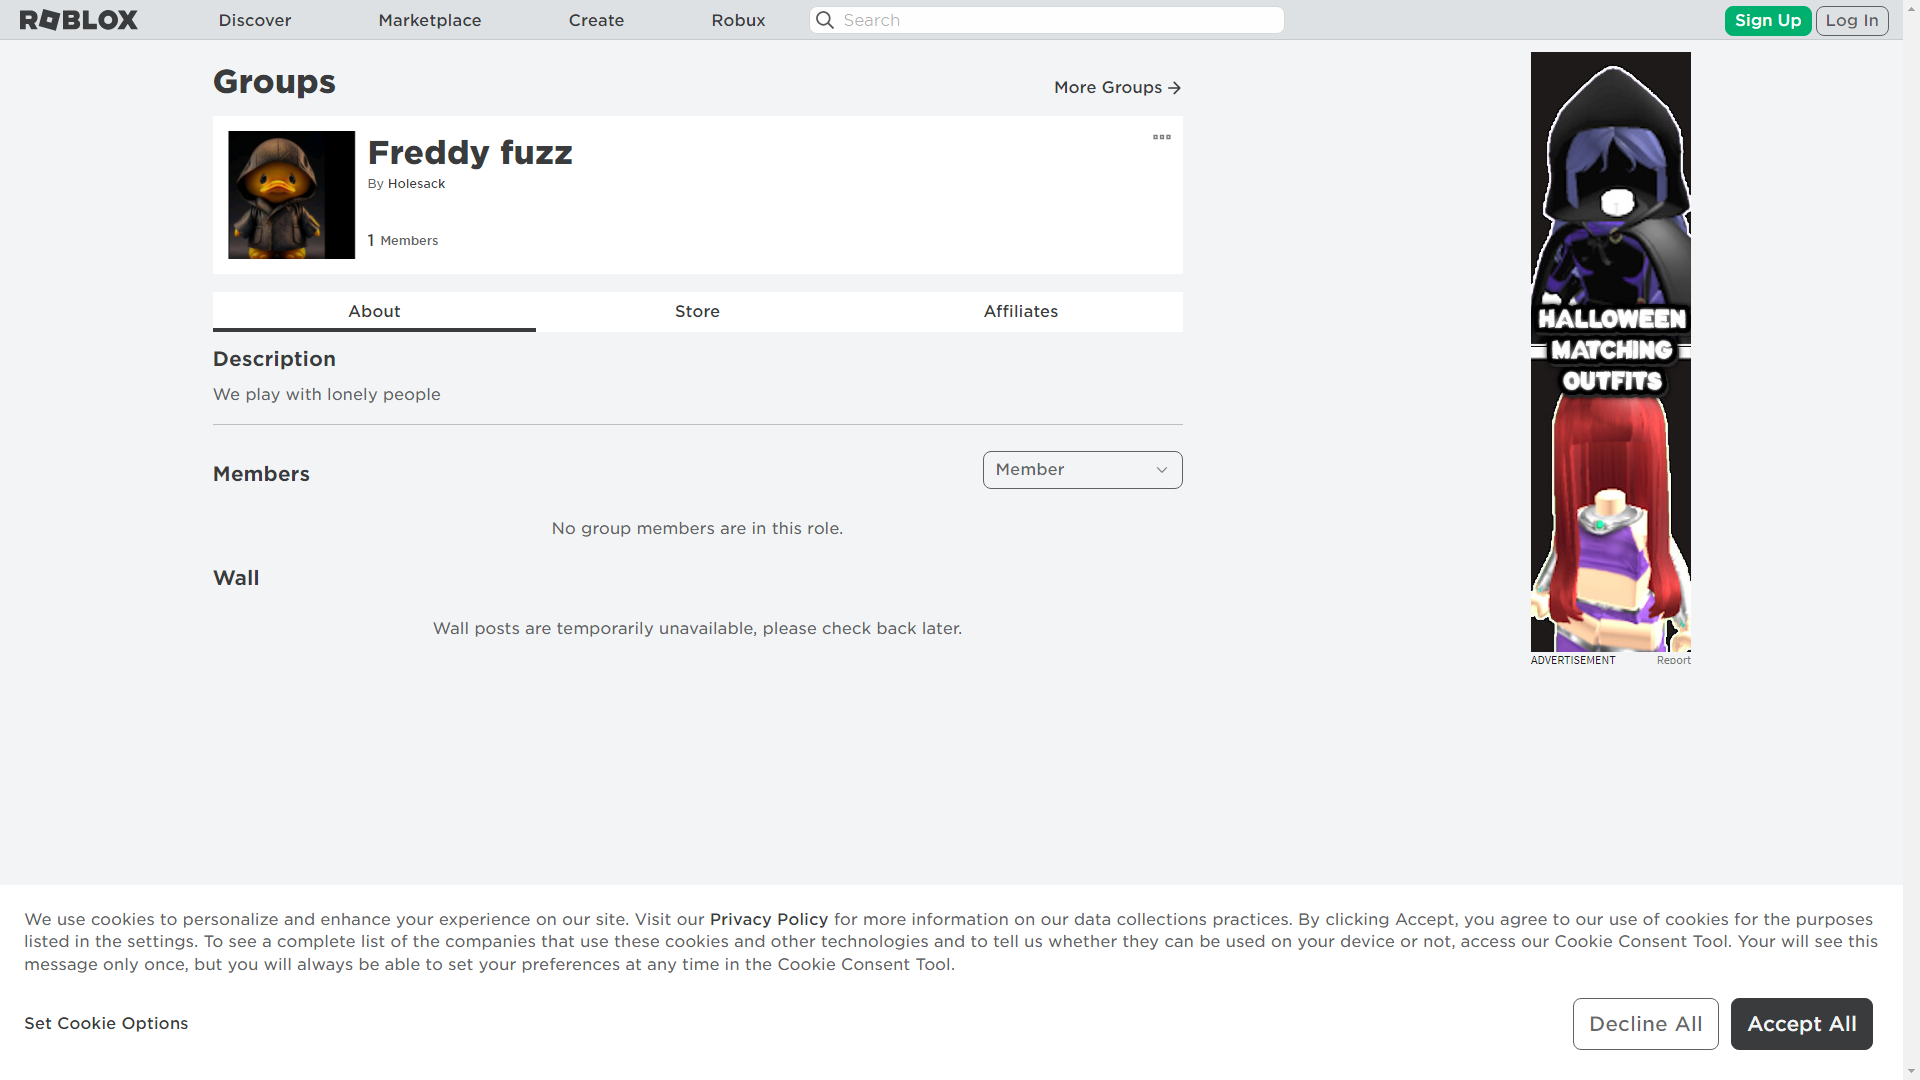 ROBLOX
Discover
Marketplace
Create
Robux
Search
Sign Up
Log In
Groups
More Groups
Freddy fuzz
By Holesack
1 Members
About
Store
Affiliates
Description
We play with lonely people
Members
Member
No group members are in this role.
Wall
Wall posts are temporarily unavailable, please check back later.
HALLOWEEN
MATCHING
OUTFITS
ADVERTISEMENT
Report
We use cookies to personalize and enhance your experience on our site. Visit our Privacy Policy for more information on our data collections practices. By clicking Accept, you agree to our use of cookies for the purposes
listed in the settings. To see a complete list of the companies that use these cookies and other technologies and to tell us whether they can be used on your device or not, access our Cookie Consent Tool. Your will see this
message only once, but you will always be able to set your preferences at any time in the Cookie Consent Tool.
Set Cookie Options
Decline All
Accept All